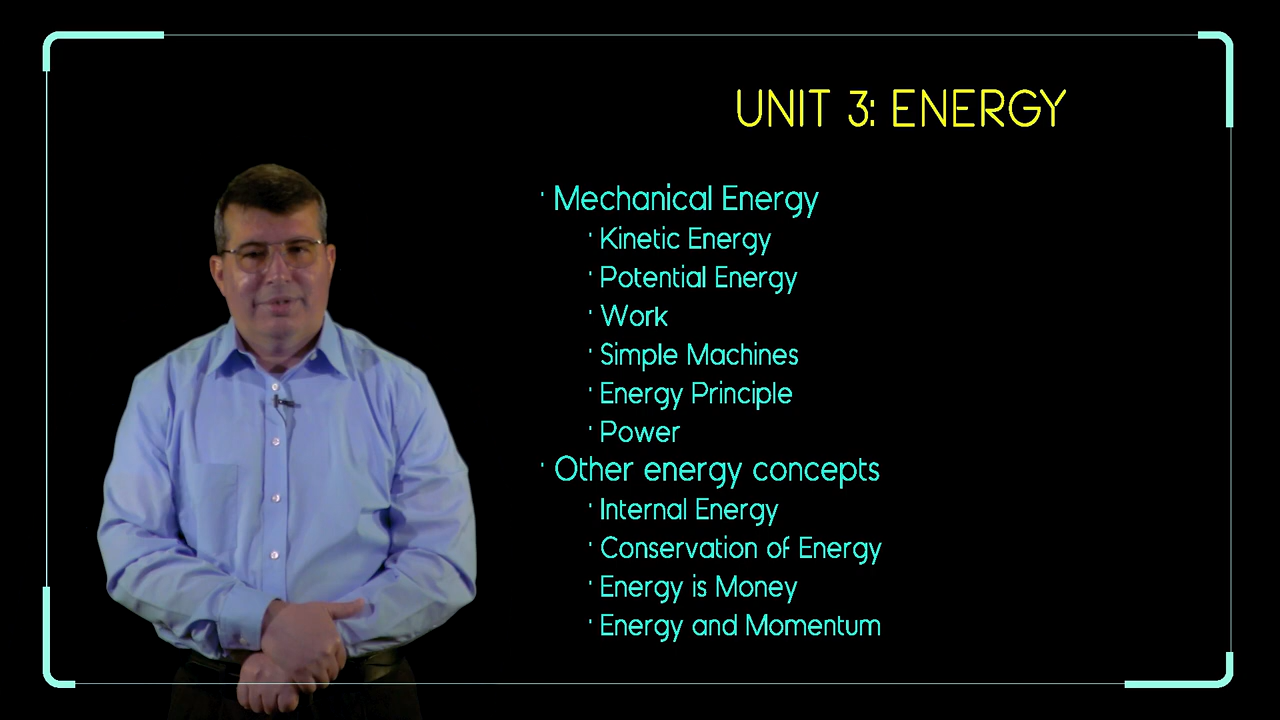 UNIT 3: ENERGY
· Mechanical Energy
· Kinetic Energy
· Potential Energy
· Work
· Simple Machines
· Energy Principle
· Power
· Other energy concepts
· Internal Energy
· Conservation of Energy
· Energy is Money
· Energy and Momentum